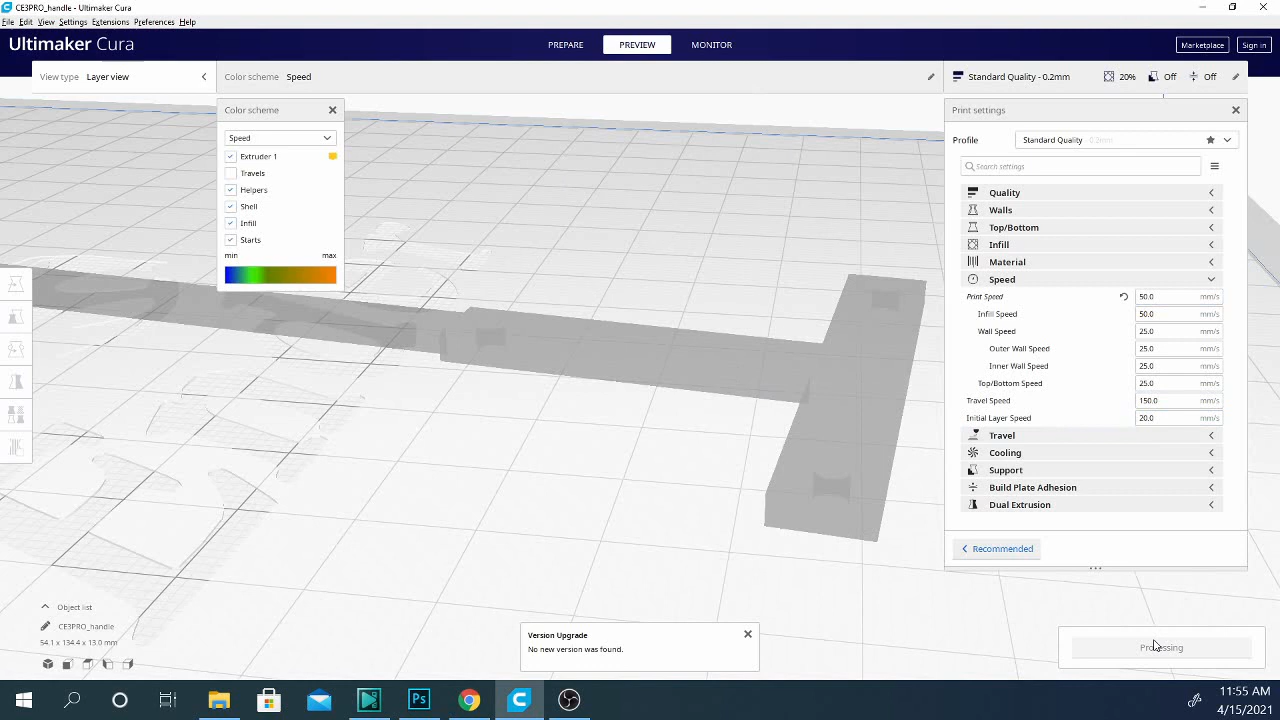 CE3PRO_handle - Ultimaker Cura
File Edit View Settings Extensions Preferences Help
Ultimaker Cura
PREPARE
PREVIEW
MONITOR
Marketplace
Sign in
View type Layer view
Color scheme Speed
Standard Quality - 0.2mm
20%
Off
Off
Color scheme
Speed
Extruder 1
Travels
Helpers
Shell
Infill
Starts
min max
Print settings
Profile Standard Quality 0.2mm
Search settings
Quality
Walls
Top/Bottom
Infill
Material
Speed
Print Speed 50.0 mm/s
Infill Speed 50.0 mm/s
Wall Speed 25.0 mm/s
Outer Wall Speed 25.0 mm/s
Inner Wall Speed 25.0 mm/s
Top/Bottom Speed 25.0 mm/s
Travel Speed 150.0 mm/s
Initial Layer Speed 20.0 mm/s
Travel
Cooling
Support
Build Plate Adhesion
Dual Extrusion
Recommended
Object list
CE3PRO_handle
54.1 x 134.4 x 13.0 mm
Version Upgrade
No new version was found.
Processing
Ps
11:55 AM
4/15/2021